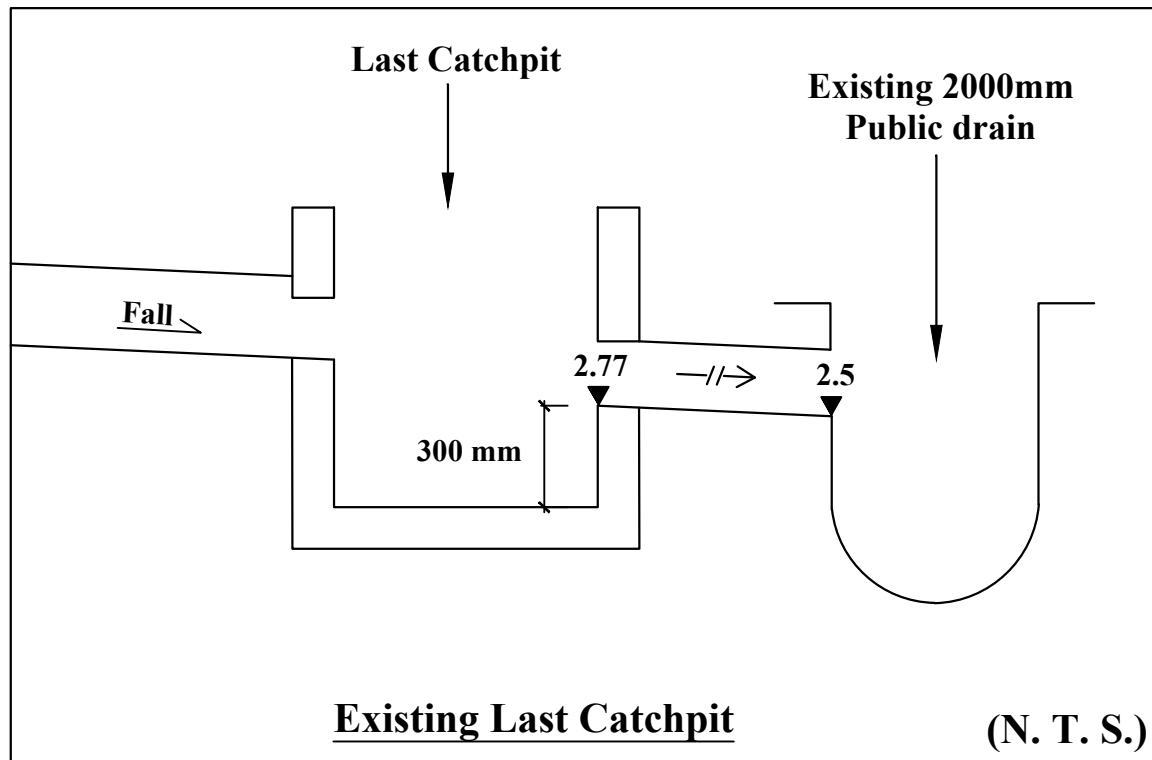 Last Catchpit
Existing 2000mm
Public drain
Fall
2.77
2.5
300 mm
Existing Last Catchpit
(N. T. S.)